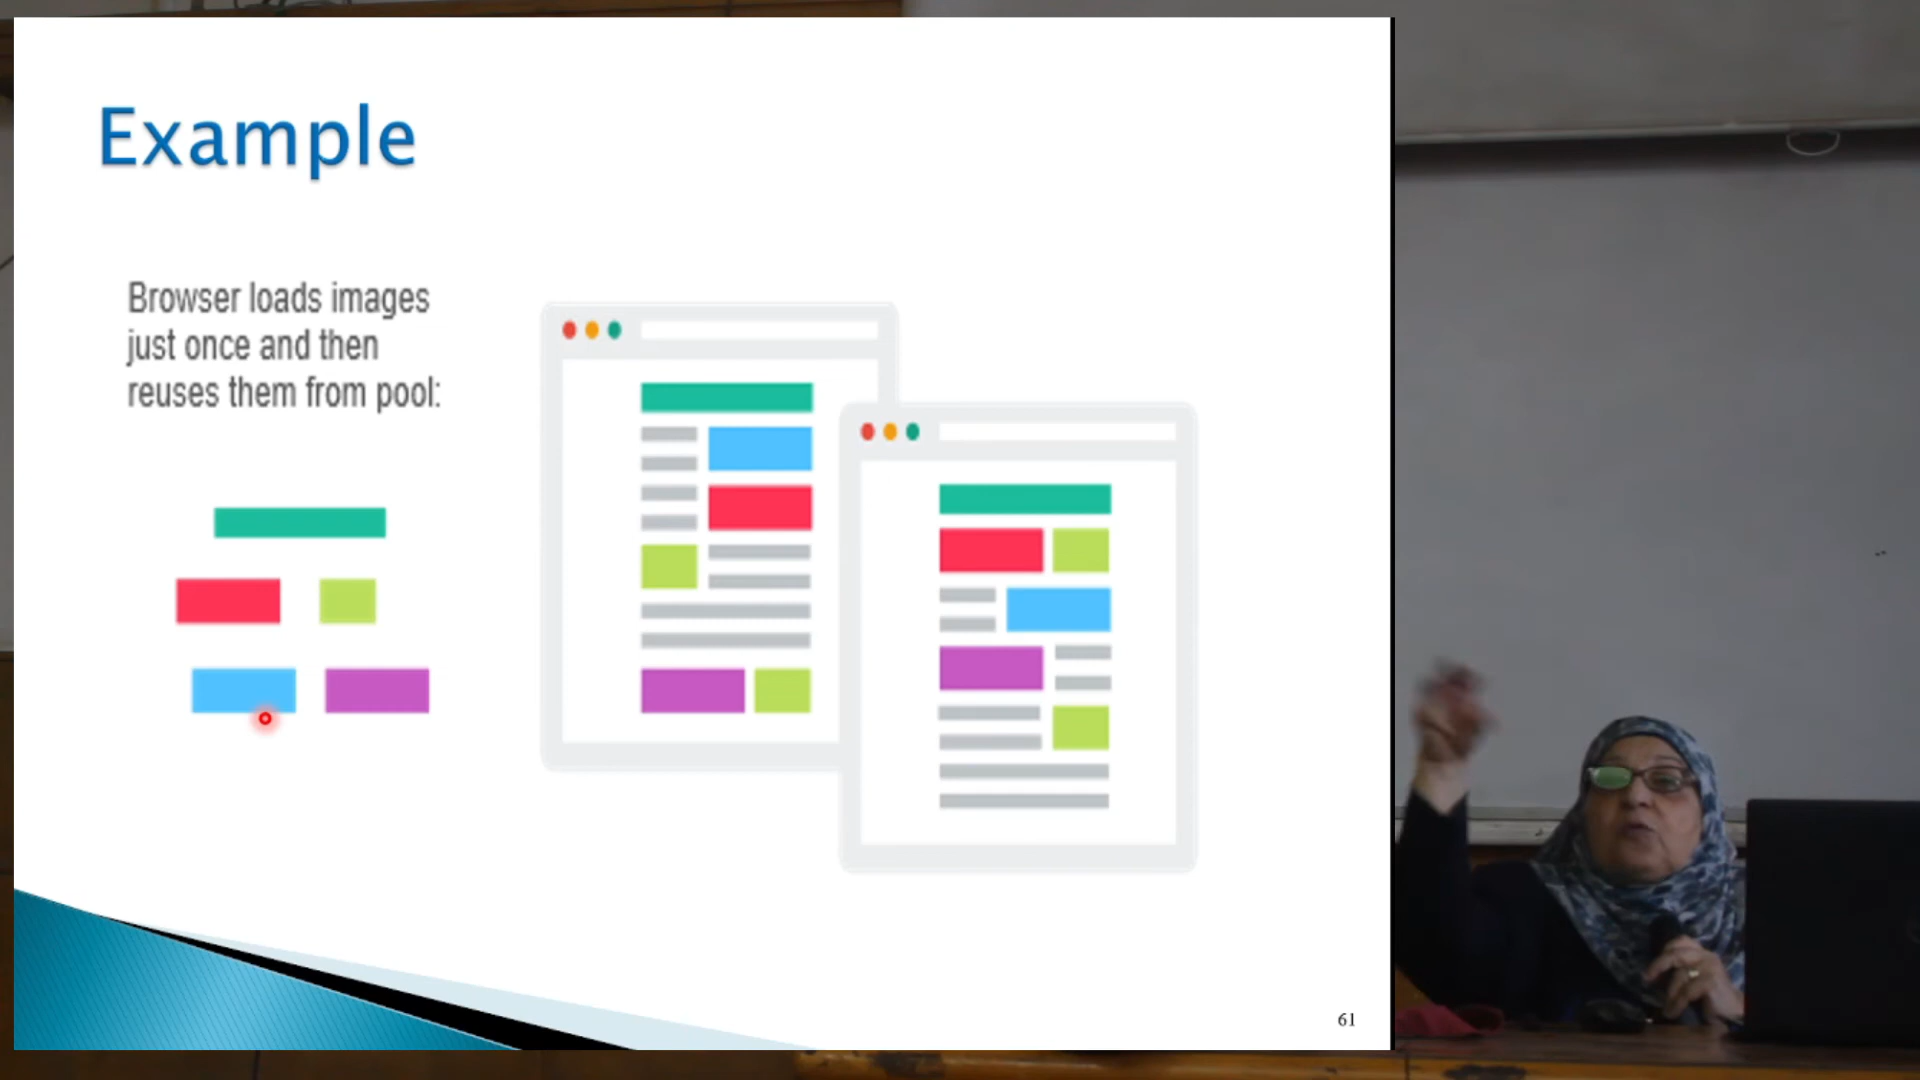 Example
Browser loads images
just once and then
reuses them from pool:
61